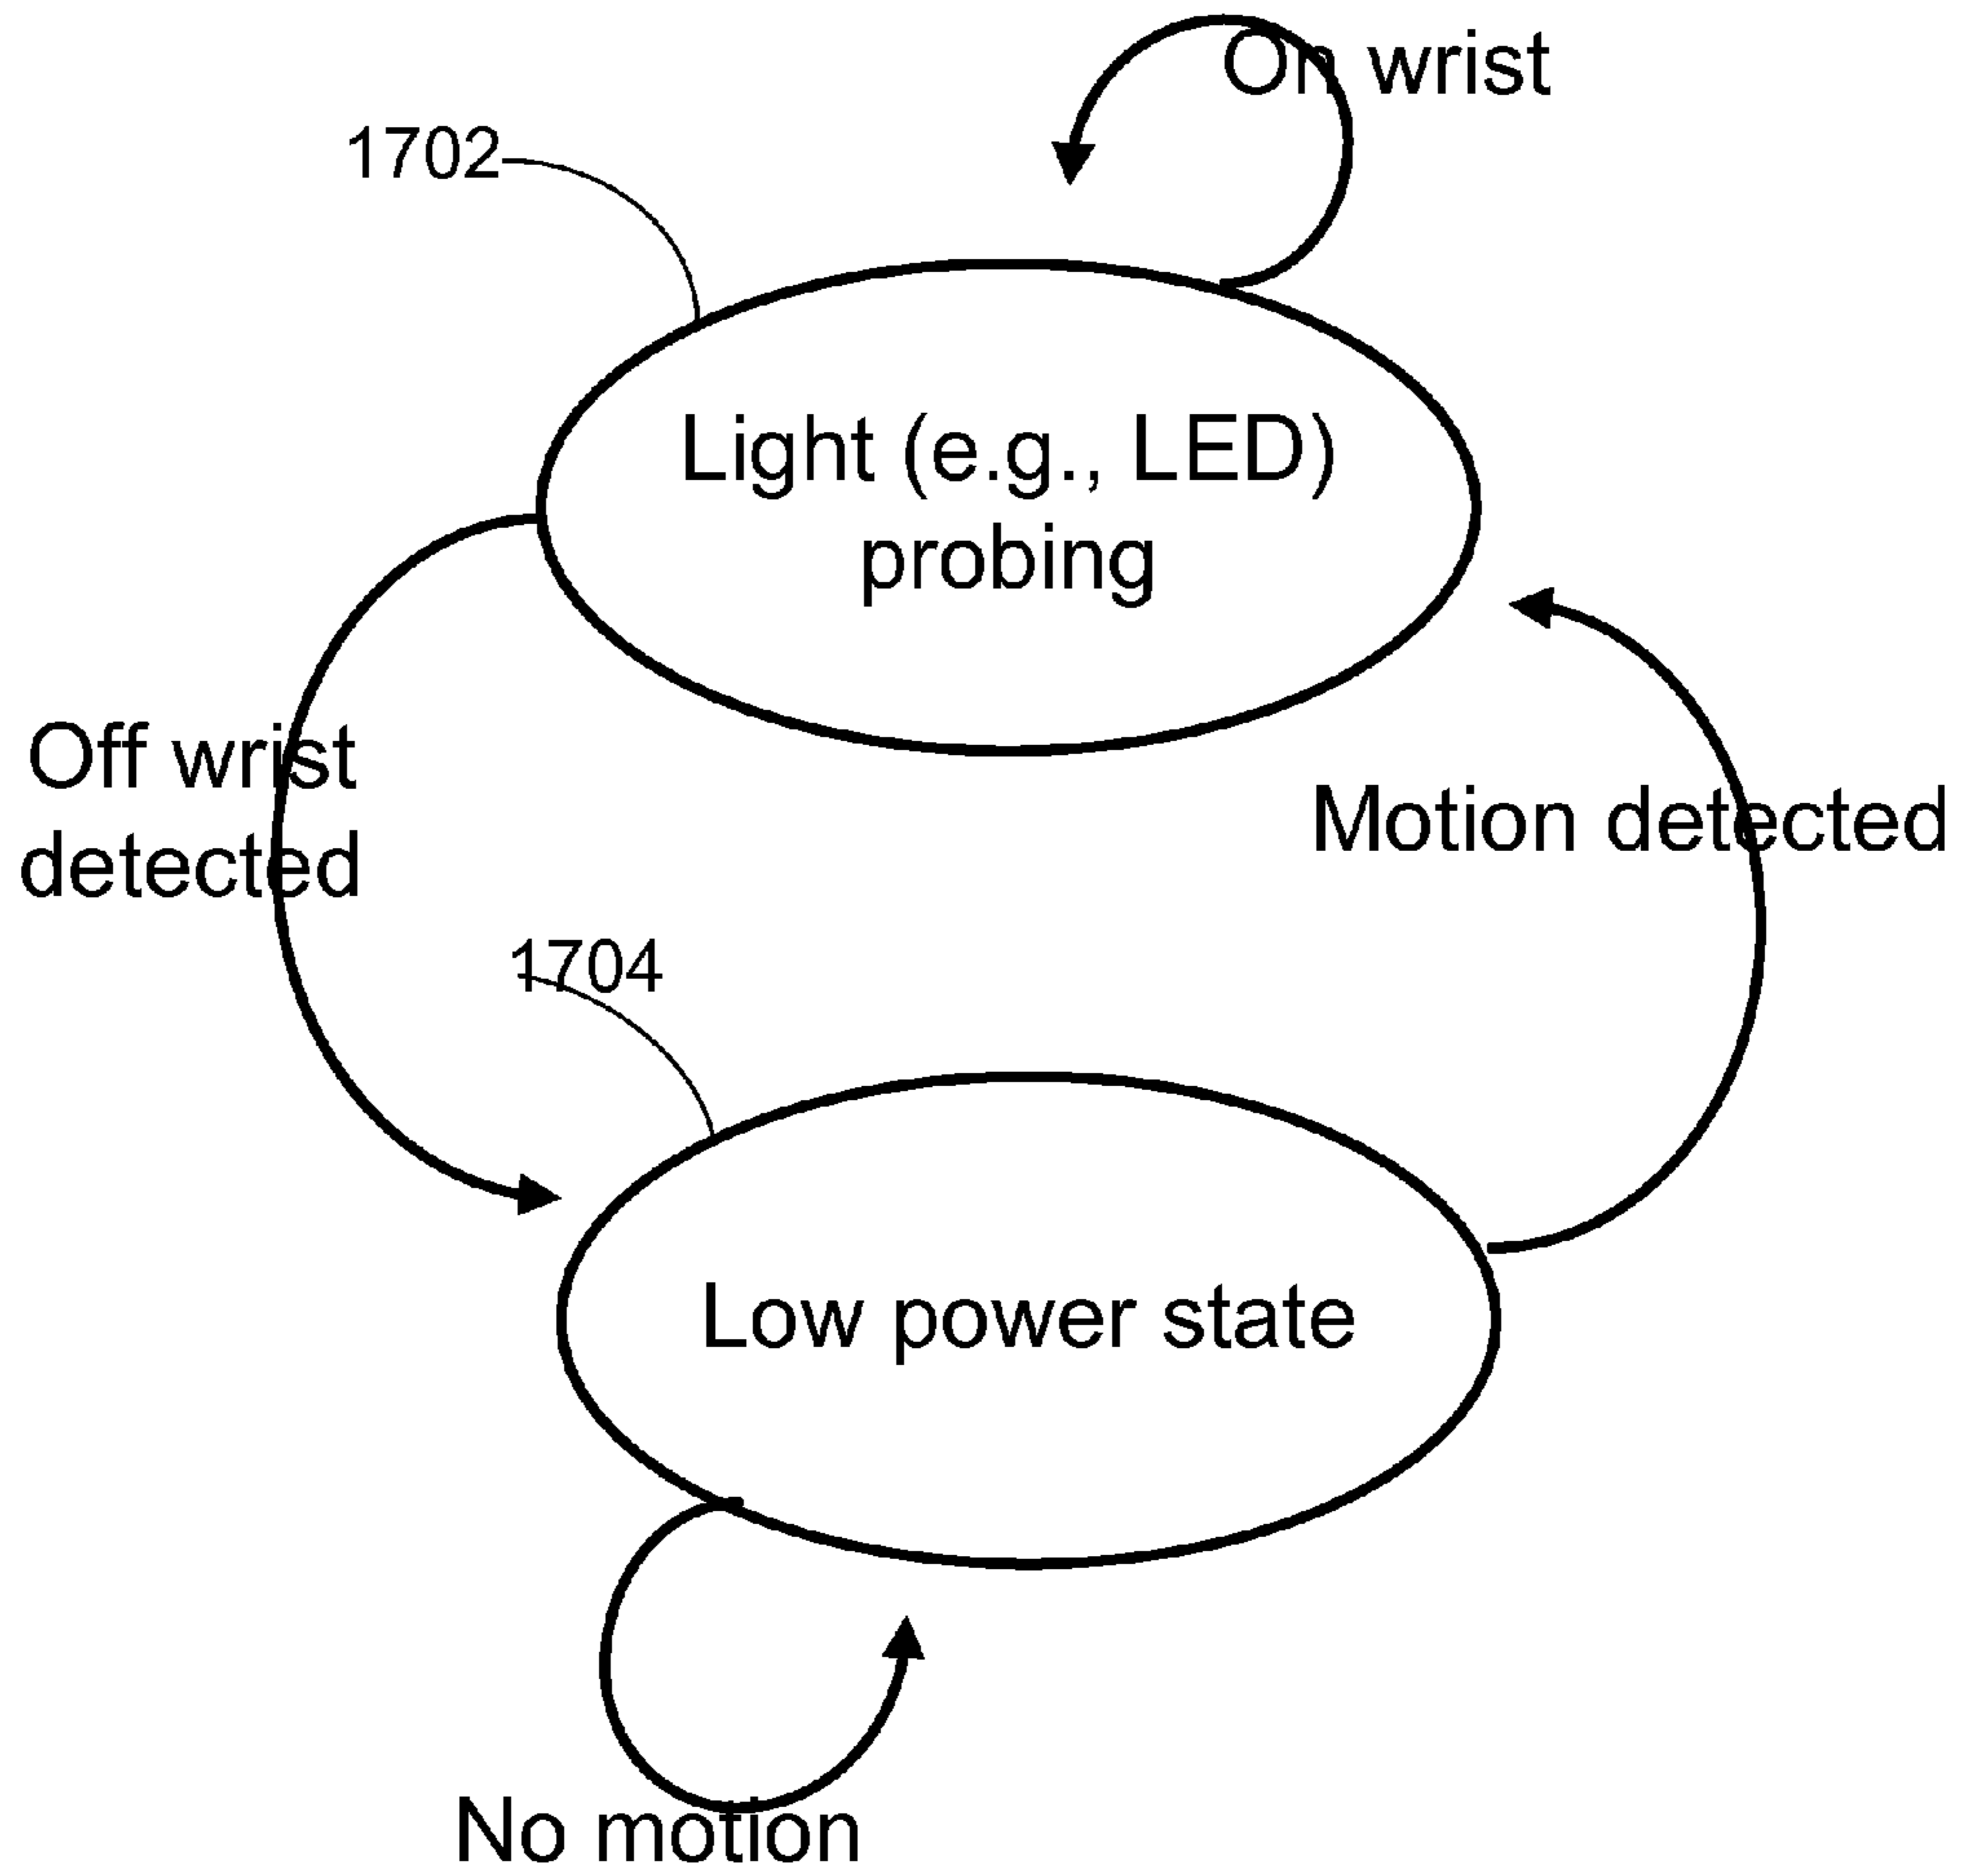 On wrist
1702
Light (e.g., LED)
probing
Off wrist
detected
Motion detected
1704
Low power state
No motion